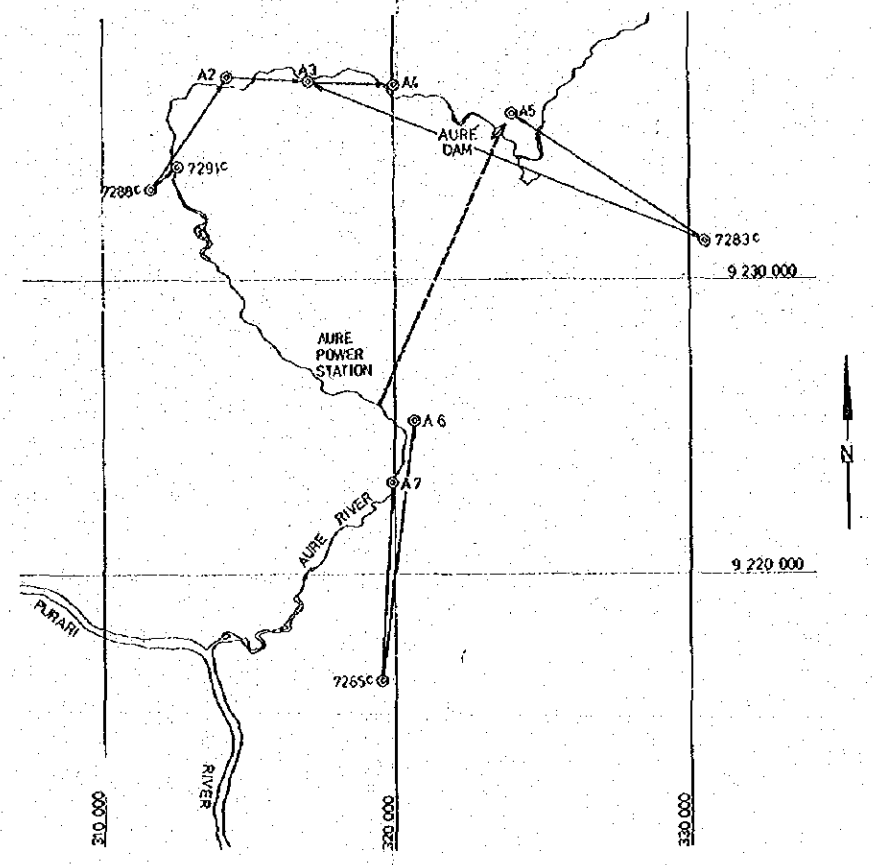 A2
A3
A4
A5
AURE
DAM
7291c
7288c
7283c
9 230 000
AURE
POWER
STATION
A 6
N
A7
AURE RIVER
9 220 000
PURARI
7265c
RIVER
310 000
320 000
330 000